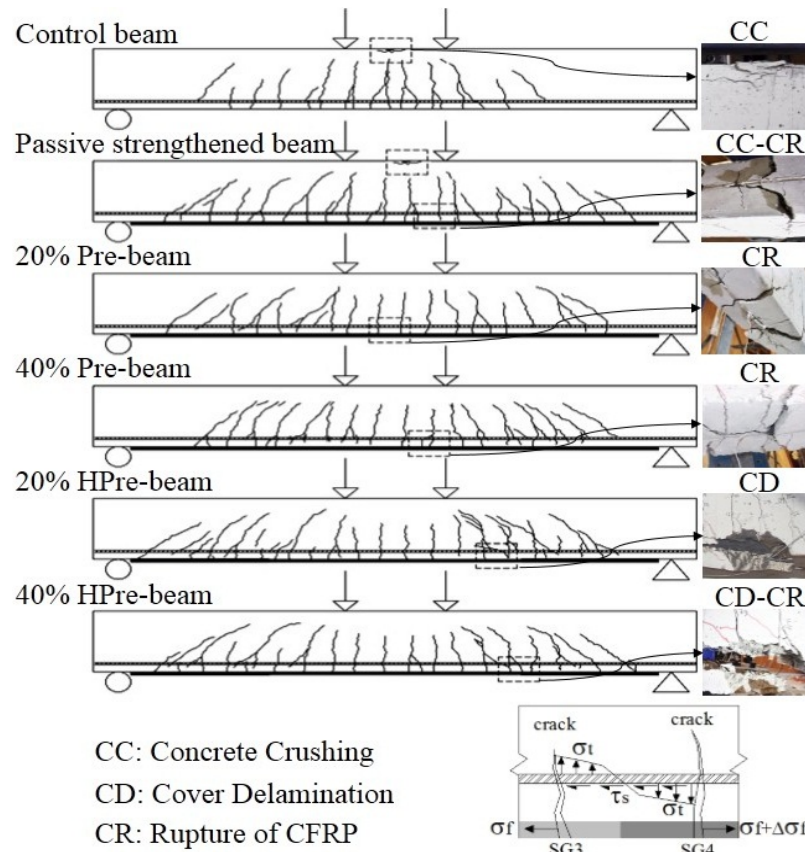 Control beam
CC
Passive strengthened beam
CC-CR
20% Pre-beam
CR
40% Pre-beam
CR
20% HPre-beam
CD
40% HPre-beam
CD-CR
CC: Concrete Crushing
CD: Cover Delamination
CR: Rupture of CFRP
crack
crack
σt
τs
σt
σf
σf+Δσf
SG3
SG4